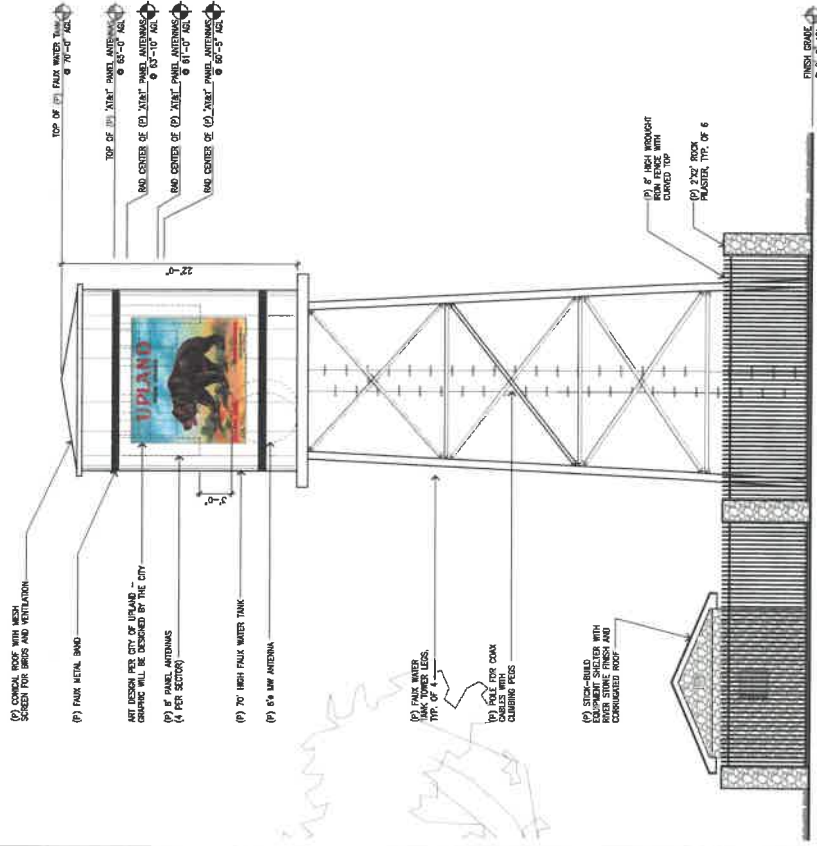 TOP OF (P) FAUX WATER TANK
@ 70'-0" AGL
TOP OF (P) "AT&T" PANEL ANTENNAS
@ 65'-0" AGL
RAD CENTER OF (P) "AT&T" PANEL ANTENNAS
@ 63'-10" AGL
RAD CENTER OF (P) "AT&T" PANEL ANTENNAS
@ 61'-0" AGL
RAD CENTER OF (P) "AT&T" PANEL ANTENNAS
@ 60'-5" AGL
(P) CONICAL ROOF WITH MESH
SCREEN FOR BIRDS AND VENTILATION
(P) FAUX METAL BAND
ART DESIGN PER CITY OF UPLAND -
GRAPHIC WILL BE DESIGNED BY THE CITY
(P) 8' PANEL ANTENNAS
(4 PER SECTOR)
(P) 70' HIGH FAUX WATER TANK
(P) 6'ø MW ANTENNA
22'-0"
3'-0"
UPLAND
(P) FAUX WATER
TANK TOWER LEGS,
TYP. OF 4
(P) POLE FOR COAX
CABLES WITH
CLIMBING PEGS
(P) STICK-BUILD
EQUIPMENT SHELTER WITH
RIVER STONE FINISH AND
CORRUGATED ROOF
(P) 8' HIGH WROUGHT
IRON FENCE WITH
CURVED TOP
(P) 2'X2' ROCK
PILASTER, TYP. OF 6
FINISH GRADE